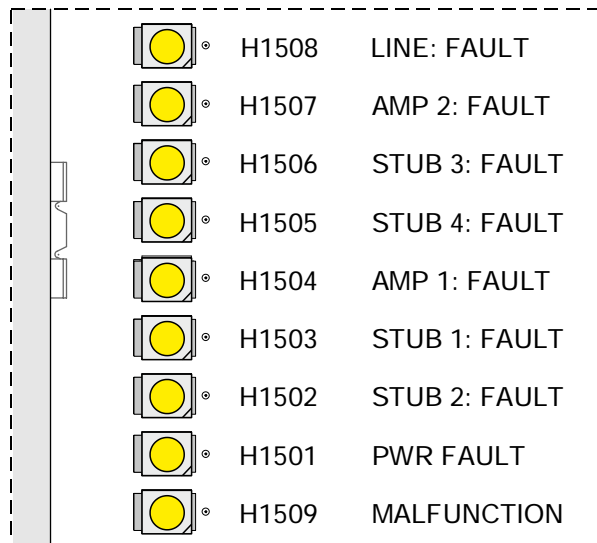 H1508 LINE: FAULT
H1507 AMP 2: FAULT
H1506 STUB 3: FAULT
H1505 STUB 4: FAULT
H1504 AMP 1: FAULT
H1503 STUB 1: FAULT
H1502 STUB 2: FAULT
H1501 PWR FAULT
H1509 MALFUNCTION